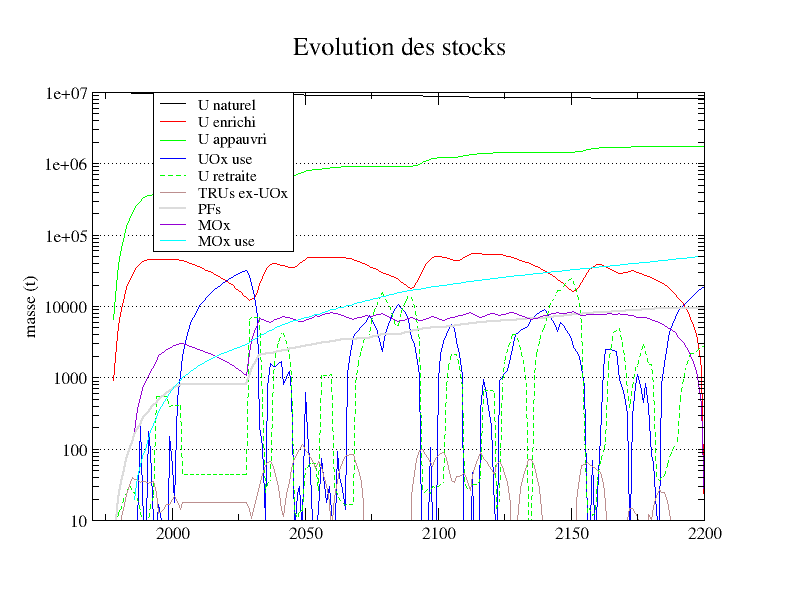 Evolution des stocks
1e+07
1e+06
1e+05
10000
1000
100
10
masse (t)
U naturel
U enrichi
U appauvri
UOx use
U retraite
TRUs ex-UOx
PFs
MOx
MOx use
2000
2050
2100
2150
2200